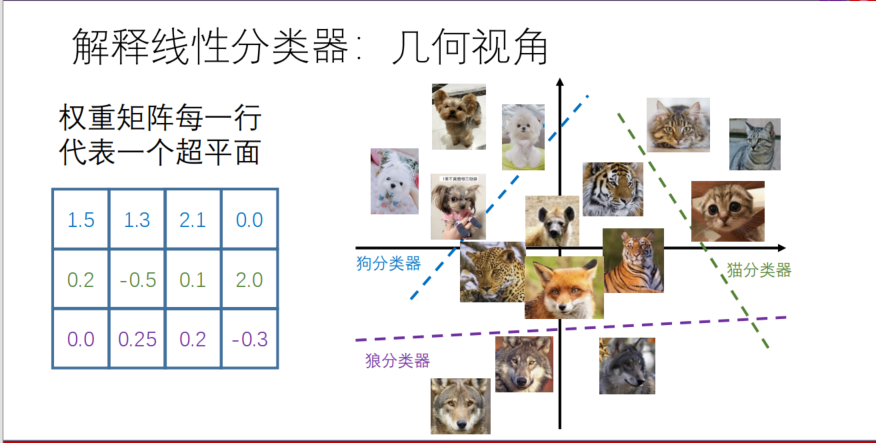 解释线性分类器：几何视角
权重矩阵每一行
代表一个超平面
1.5 1.3 2.1 0.0
0.2 -0.5 0.1 2.0
0.0 0.25 0.2 -0.3
狗分类器
猫分类器
狼分类器